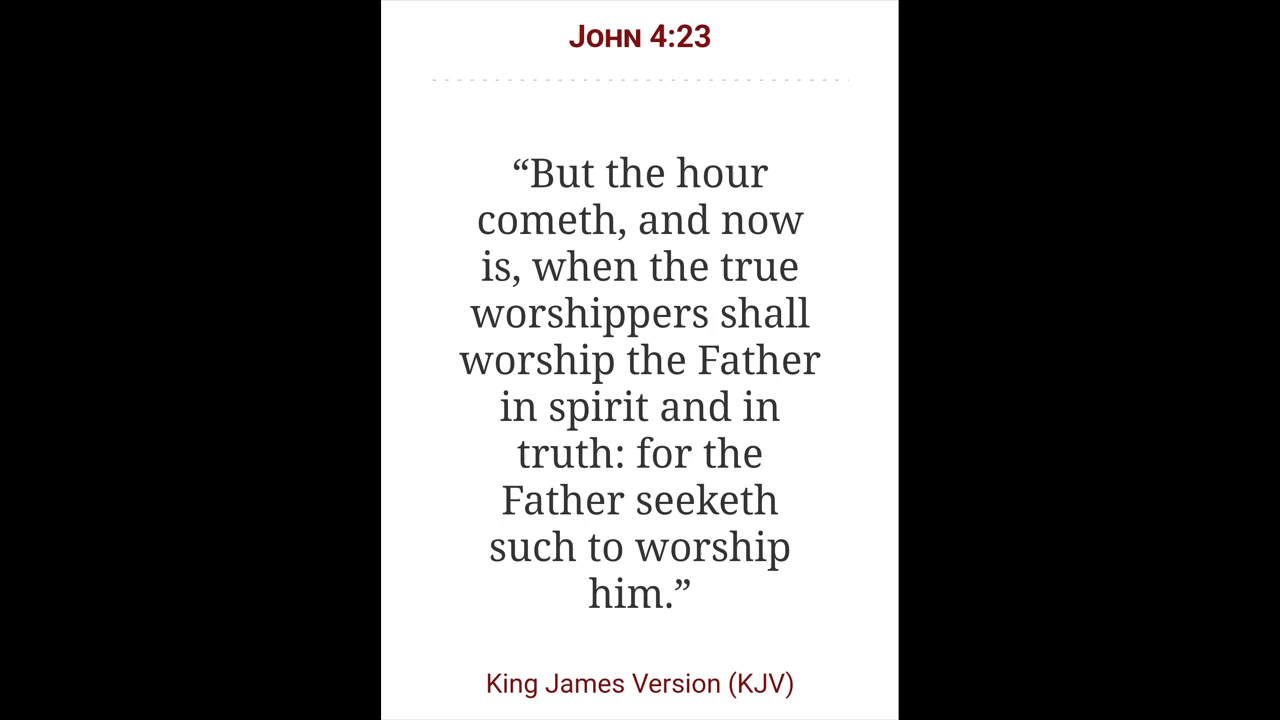 John 4:23
“But the hour
cometh, and now
is, when the true
worshippers shall
worship the Father
in spirit and in
truth: for the
Father seeketh
such to worship
him.”
King James Version (KJV)